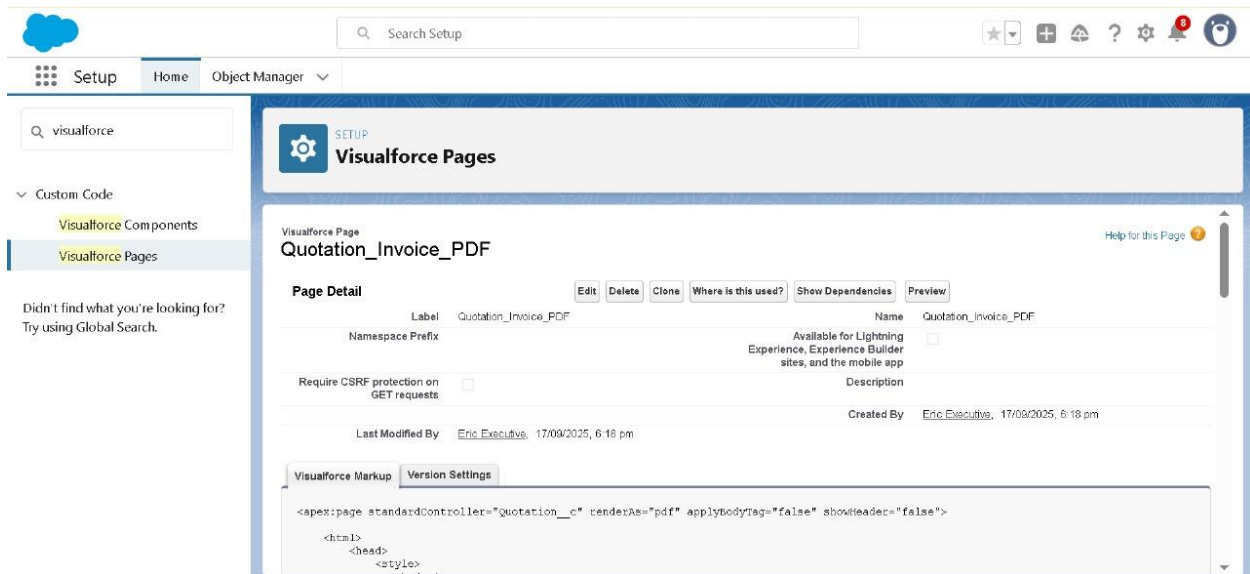 Search Setup
8
Setup
Home
Object Manager
visualforce
Custom Code
Visualforce Components
Visualforce Pages
Didn't find what you're looking for?
Try using Global Search.
SETUP
Visualforce Pages
Visualforce Page
Quotation_Invoice_PDF
Help for this Page
Page Detail
Edit Delete Clone Where is this used? Show Dependencies Preview
Label Quotation_Invoice_PDF Name Quotation_Invoice_PDF
Namespace Prefix Available for Lightning
Experience, Experience Builder
sites, and the mobile app
Require CSRF protection on Description
GET requests
Created By Eric Executive, 17/09/2025, 6:18 pm
Last Modified By Eric Executive, 17/09/2025, 6:18 pm
Visualforce Markup Version Settings
<apex:page standardController="Quotation__c" renderAs="pdf" applyBodyTag="false" showHeader="false">
<html>
<head>
<style>